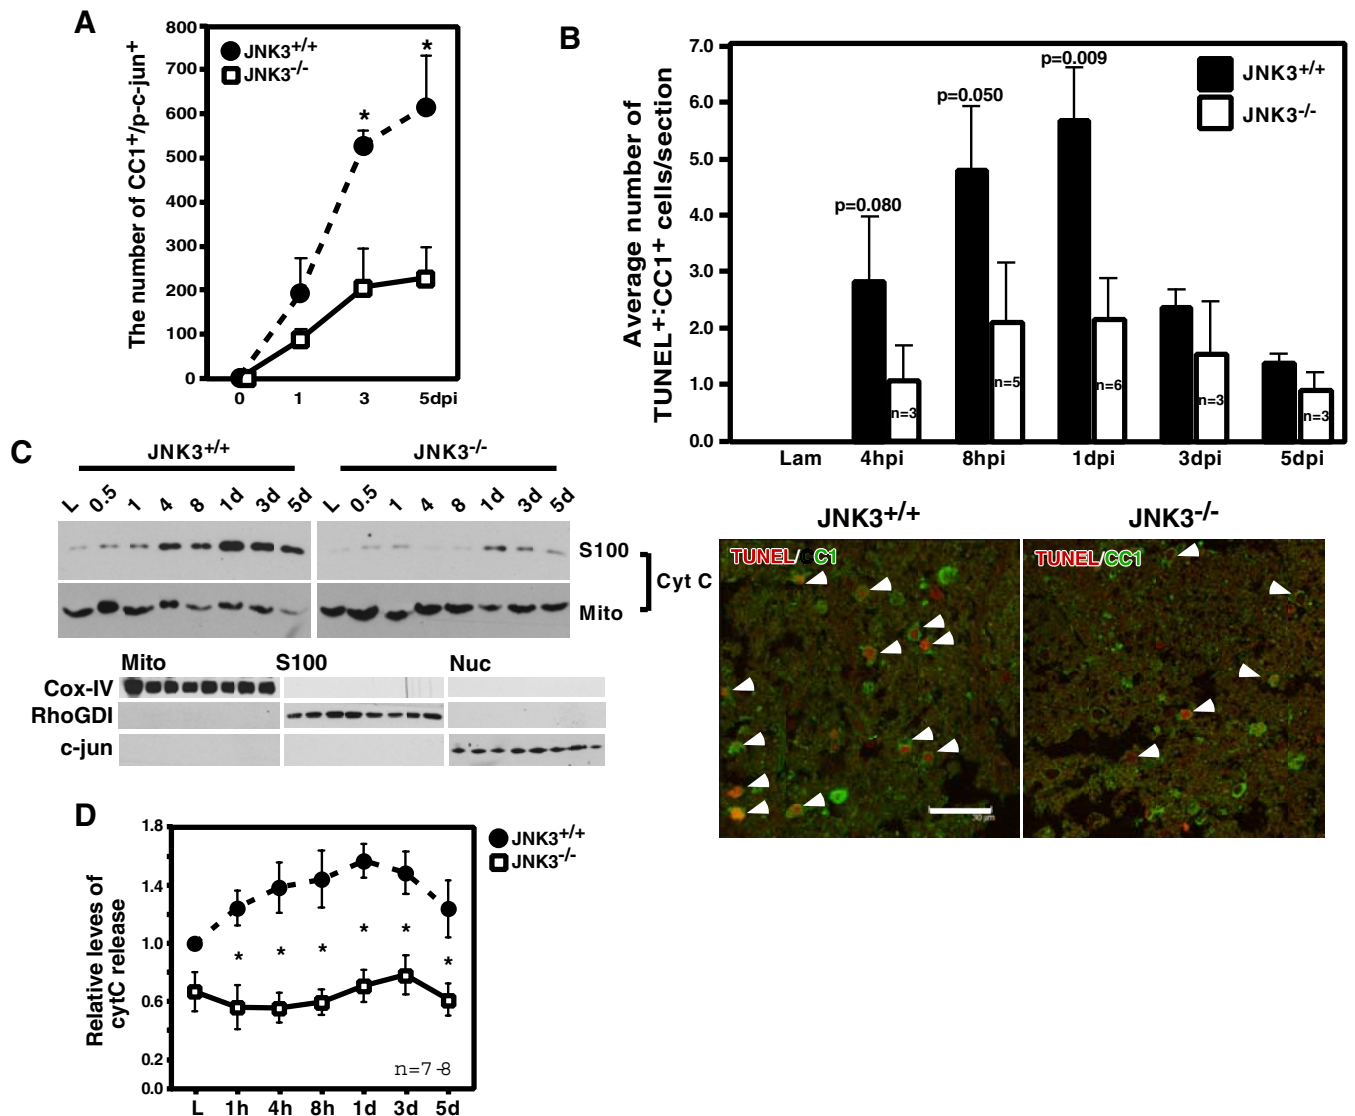 A
The number of CC1+/p-c-jun+
800
700
600
500
400
300
200
100
0
JNK3+/+
JNK3-/-
*
*
0 1 3 5dpi
B
Average number of
TUNEL+:CC1+ cells/section
7.0
6.0
5.0
4.0
3.0
2.0
1.0
0.0
p=0.080
p=0.050
p=0.009
JNK3+/+
JNK3-/-
n=3
n=5
n=6
n=3
n=3
Lam 4hpi 8hpi 1dpi 3dpi 5dpi
JNK3+/+ JNK3-/-
TUNEL/CC1
TUNEL/CC1
30 μm
C
JNK3+/+ JNK3-/-
L 0.5 1 4 8 1d 3d 5d
L 0.5 1 4 8 1d 3d 5d
S100
Mito
Cyt C
Mito S100 Nuc
Cox-IV
RhoGDI
c-jun
D
Relative leves of
cytC release
1.8
1.4
1.0
0.6
0.2
0.0
JNK3+/+
JNK3-/-
* * * * * *
n=7-8
L 1h 4h 8h 1d 3d 5d